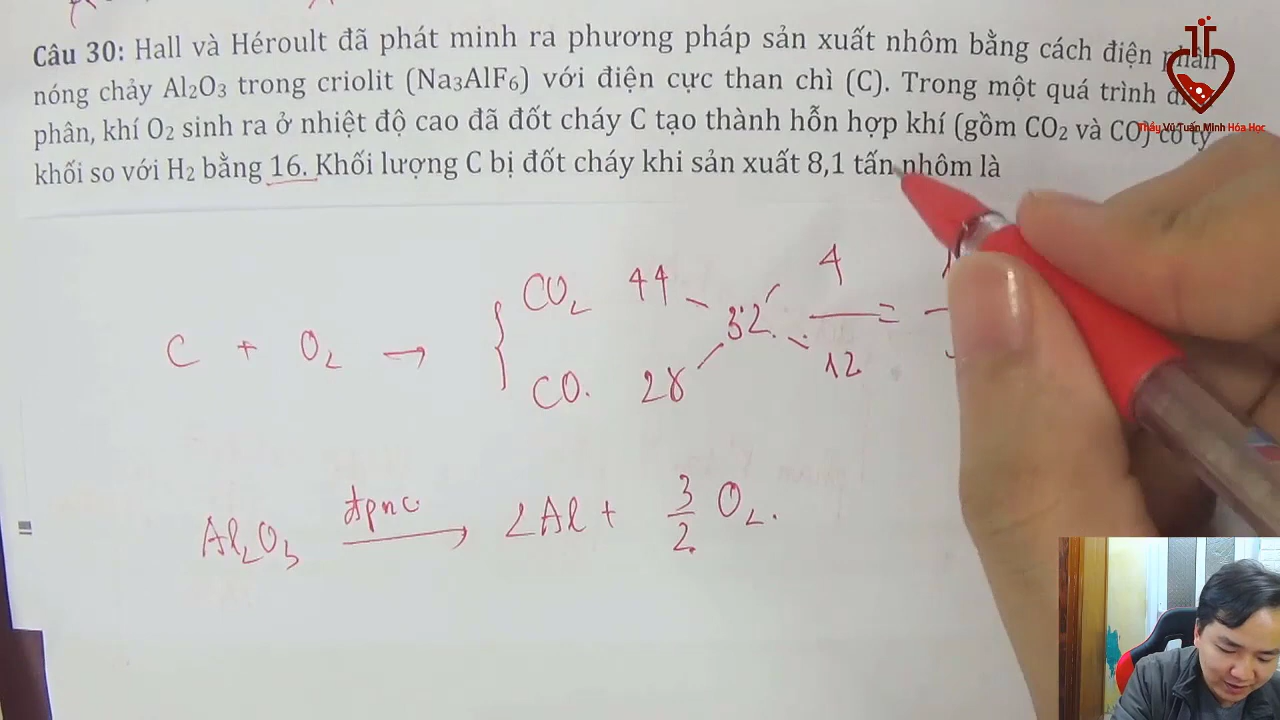 Câu 30: Hall và Héroult đã phát minh ra phương pháp sản xuất nhôm bằng cách điện phân
nóng chảy Al₂O₃ trong criolit (Na₃AlF₆) với điện cực than chì (C). Trong một quá trình
phân, khí O₂ sinh ra ở nhiệt độ cao đã đốt cháy C tạo thành hỗn hợp khí (gồm CO₂ và CO) có tỷ
khối so với H₂ bằng 16. Khối lượng C bị đốt cháy khi sản xuất 8,1 tấn nhôm là
Thầy Vũ Tuấn Minh Hóa Học
CO₂ 44 4
C + O₂ → 32 =
CO. 28 12
Al₂O₃ đpnc → 2Al + 3/2 O₂.